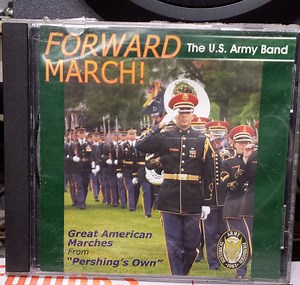 FORWARD
MARCH!
The U.S. Army Band
Great American
Marches
From
"Pershing's Own"